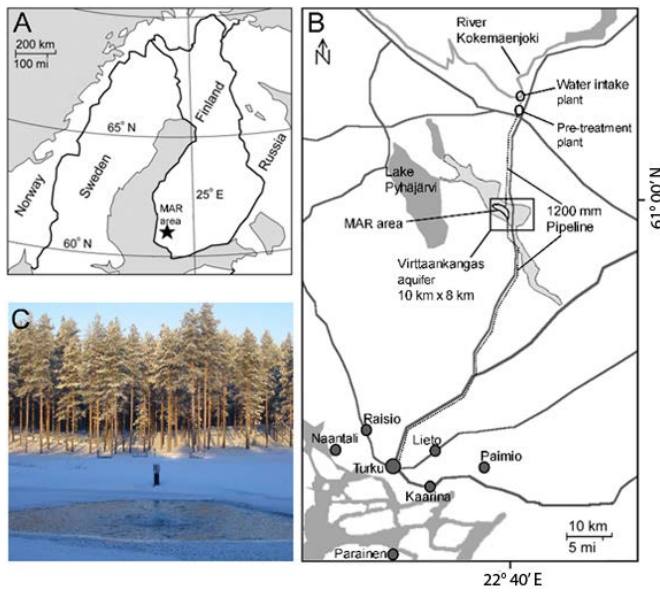 A
200 km
100 mi
65° N
Finland
Russia
Sweden
Norway
25° E
MAR
area
60° N
B
N
River
Kokemäenjoki
Water intake
plant
Pre-treatment
plant
Lake
Pyhäjärvi
MAR area
1200 mm
Pipeline
Virttaankangas
aquifer
10 km x 8 km
61° 00′ N
Raisio
Naantali
Lieto
Turku
Paimio
Kaarina
Parainen
10 km
5 mi
22° 40′ E
C